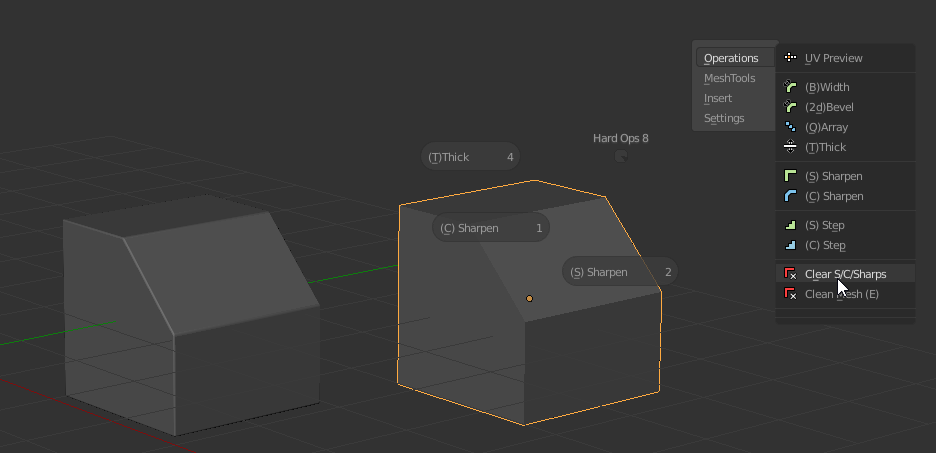 Operations
MeshTools
Insert
Settings
UV Preview
(B)Width
(2d)Bevel
(Q)Array
(T)Thick
(S) Sharpen
(C) Sharpen
(S) Step
(C) Step
Clear S/C/Sharps
Clean Mesh (E)
Hard Ops 8
(T)Thick 4
(C) Sharpen 1
(S) Sharpen 2